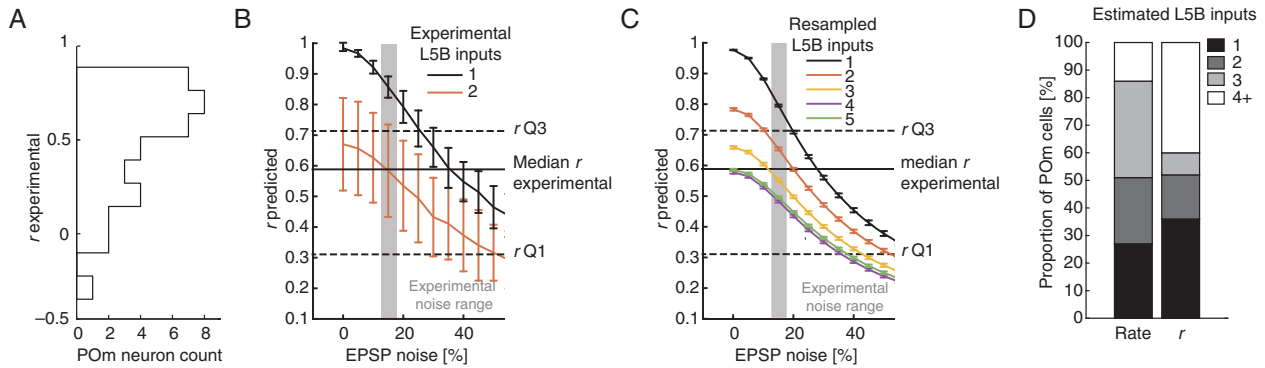 A
1
0.5
0
−0.5
r experimental
0 2 4 6 8
POm neuron count
B
Experimental
L5B inputs
1
2
1
0.9
0.8
0.7
0.6
0.5
0.4
0.3
0.2
0.1
r predicted
r Q3
Median r
experimental
r Q1
Experimental
noise range
0 20 40
EPSP noise [%]
C
Resampled
L5B inputs
1
2
3
4
5
1
0.9
0.8
0.7
0.6
0.5
0.4
0.3
0.2
0.1
r predicted
r Q3
median r
experimental
r Q1
Experimental
noise range
0 20 40
EPSP noise [%]
D
Estimated L5B inputs
1
2
3
4+
100
90
80
70
60
50
40
30
20
10
0
Proportion of POm cells [%]
Rate r